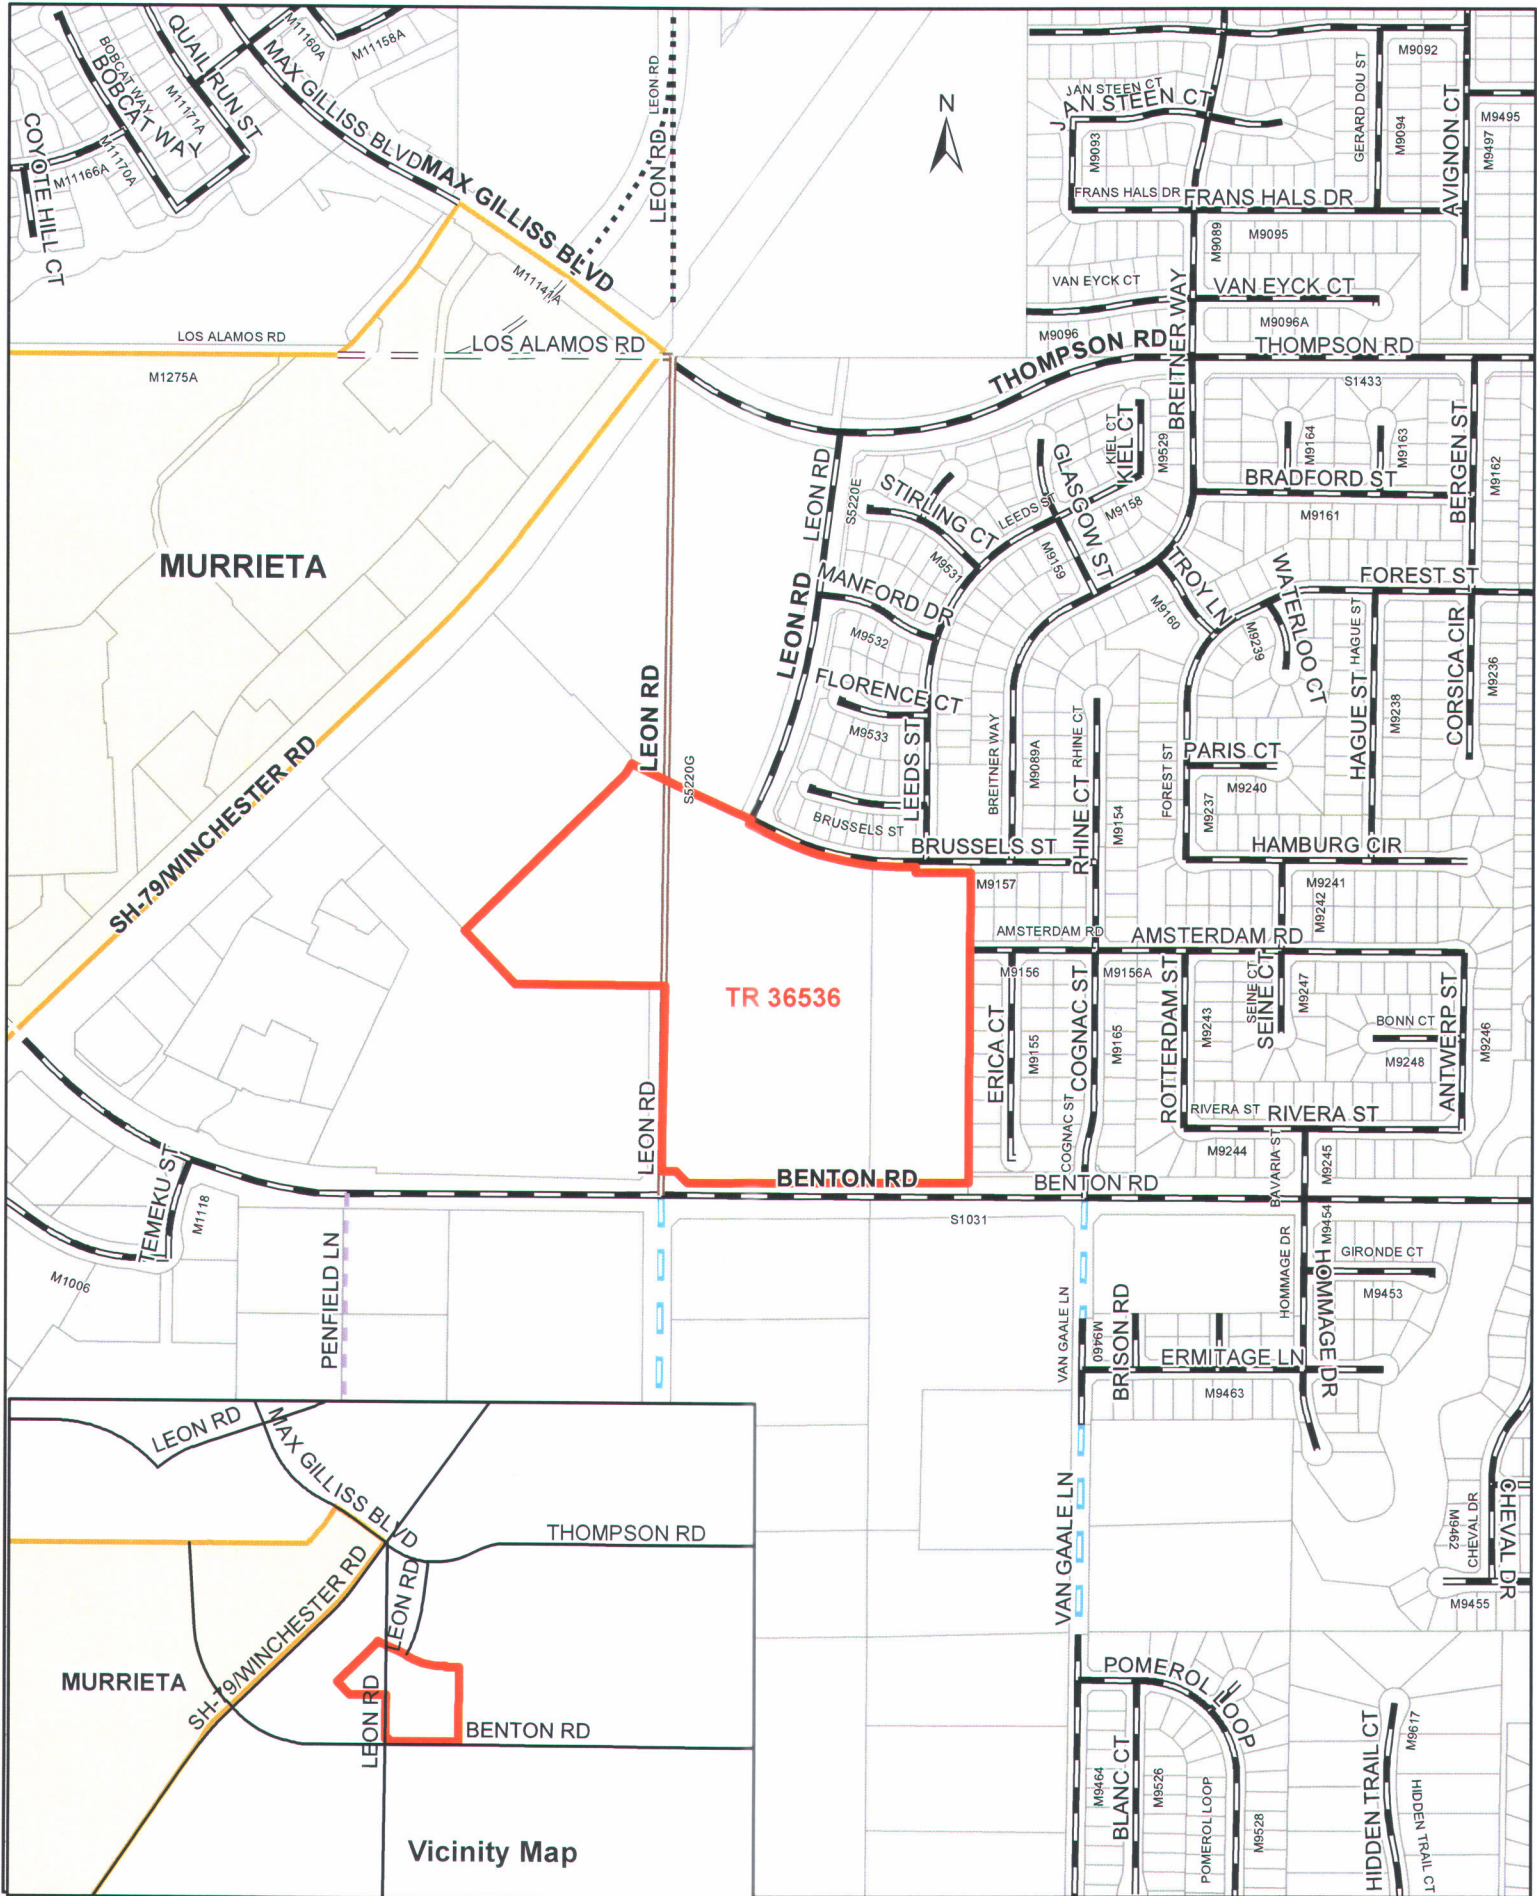 M11160A
M11158A
QUAIL RUN ST
BOBCAT WAY
BOBCAT WAY
M11171A
MAX GILLISS BLVD
MAX GILLISS BLVD
COYOTE HILL CT
M11166A
M11170A
LEON RD
LEON RD
LEON RD
N
M9092
GERARD DOU ST
JAN STEEN CT
JAN STEEN CT
M9093
M9094
AVIGNON CT
M9495
M9497
FRANS HALS DR
FRANS HALS DR
M9089
M9095
M11141A
VAN EYCK CT
VAN EYCK CT
M9096
M9096A
BREITNER WAY
LOS ALAMOS RD
LOS ALAMOS RD
M1275A
THOMPSON RD
THOMPSON RD
S1433
KIEL CT
KIEL CT
M9529
M9164
M9163
BERGEN ST
M9162
BRADFORD ST
M9161
LEON RD
S5220E
STIRLING CT
LEEDS ST
GLASGOW ST
M9158
M9159
M9531
MURRIETA
MANFORD DR
M9532
LEON RD
TROY LN
M9160
WATERLOO CT
M9239
FOREST ST
HAGUE ST
HAGUE ST
M9238
CORSICA CIR
M9236
LEON RD
FLORENCE CT
M9533
LEEDS ST
BREITNER WAY
M9089A
RHINE CT
RHINE CT
M9154
FOREST ST
PARIS CT
M9240
M9237
SH-79/WINCHESTER RD
S5220G
BRUSSELS ST
BRUSSELS ST
HAMBURG CIR
M9157
M9241
M9242
AMSTERDAM RD
AMSTERDAM RD
M9156
M9156A
TR 36536
ERICA CT
M9155
COGNAC ST
COGNAC ST
M9165
ROTTERDAM ST
M9243
SEINE CT
SEINE CT
M9247
BONN CT
M9248
ANTWERP ST
M9246
RIVERA ST
RIVERA ST
M9244
BAVARIA ST
M9245
LEON RD
BENTON RD
BENTON RD
S1031
TEMEKU ST
M1118
M1006
PENFIELD LN
M9454
HOMMAGE DR
HOMMAGE DR
GIRONDE CT
M9453
VAN GAALE LN
M9460
BRISON RD
ERMITAGE LN
M9463
VAN GAALE LN
M9462
CHEVAL DR
CHEVAL DR
M9455
LEON RD
MAX GILLISS BLVD
THOMPSON RD
LEON RD
SH-79/WINCHESTER RD
MURRIETA
LEON RD
BENTON RD
Vicinity Map
POMEROL LOOP
M9464
BLANC CT
M9526
POMEROL LOOP
M9528
HIDDEN TRAIL CT
M9617
HIDDEN TRAIL CT